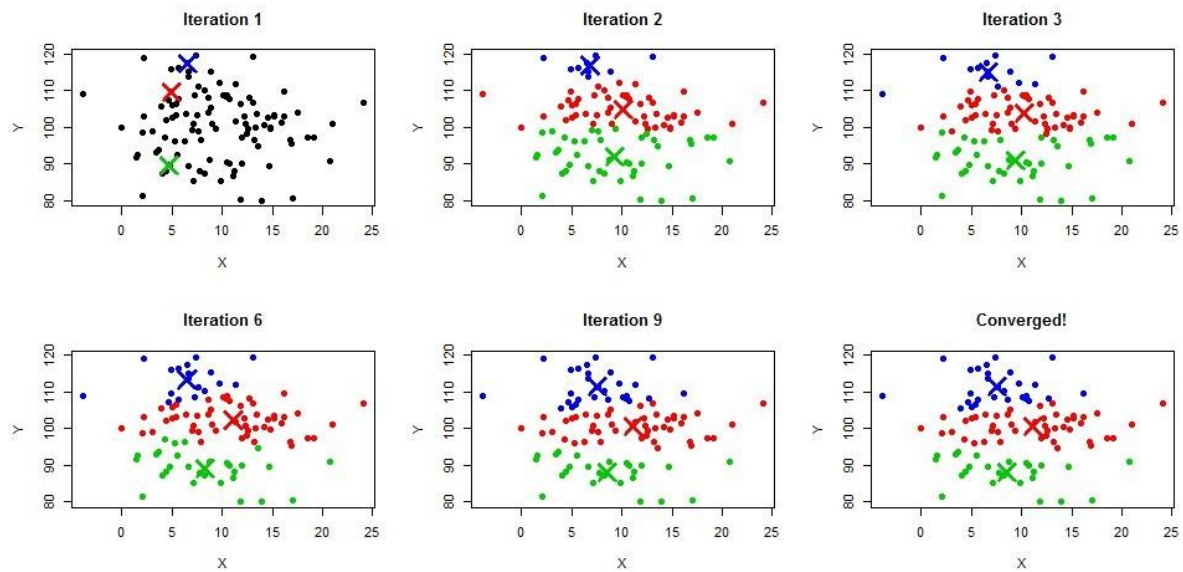 Iteration 1
Iteration 2
Iteration 3
Y
80 90 100 110 120
0 5 10 15 20 25
X
Y
80 90 100 110 120
0 5 10 15 20 25
X
Y
80 90 100 110 120
0 5 10 15 20 25
X
Iteration 6
Iteration 9
Converged!
Y
80 90 100 110 120
0 5 10 15 20 25
X
Y
80 90 100 110 120
0 5 10 15 20 25
X
Y
80 90 100 110 120
0 5 10 15 20 25
X